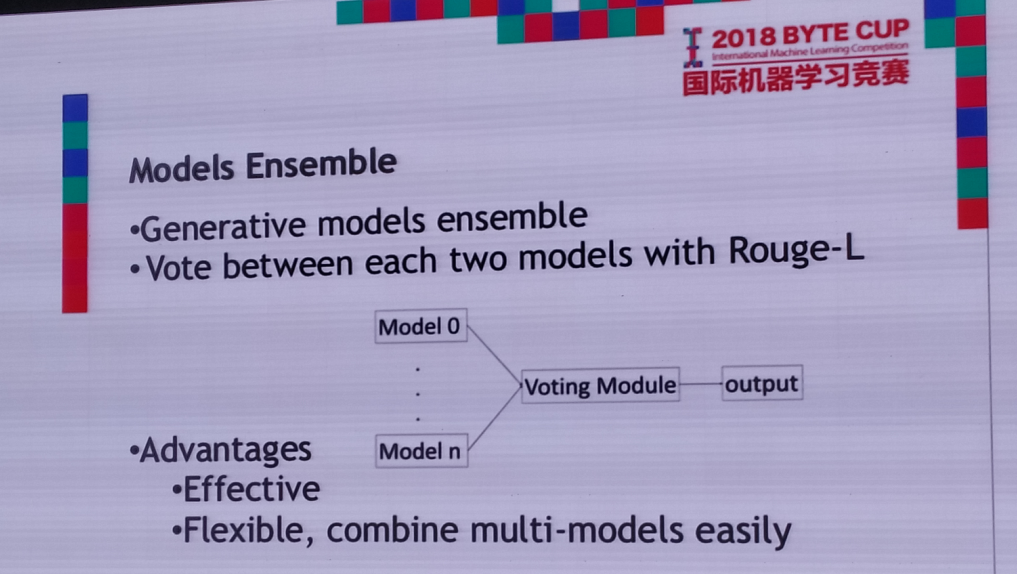 2018 BYTE CUP
International Machine Learning Competition
国际机器学习竞赛
Models Ensemble
•Generative models ensemble
•Vote between each two models with Rouge-L
Model 0
.
.
.
Voting Module
output
Model n
•Advantages
•Effective
•Flexible, combine multi-models easily